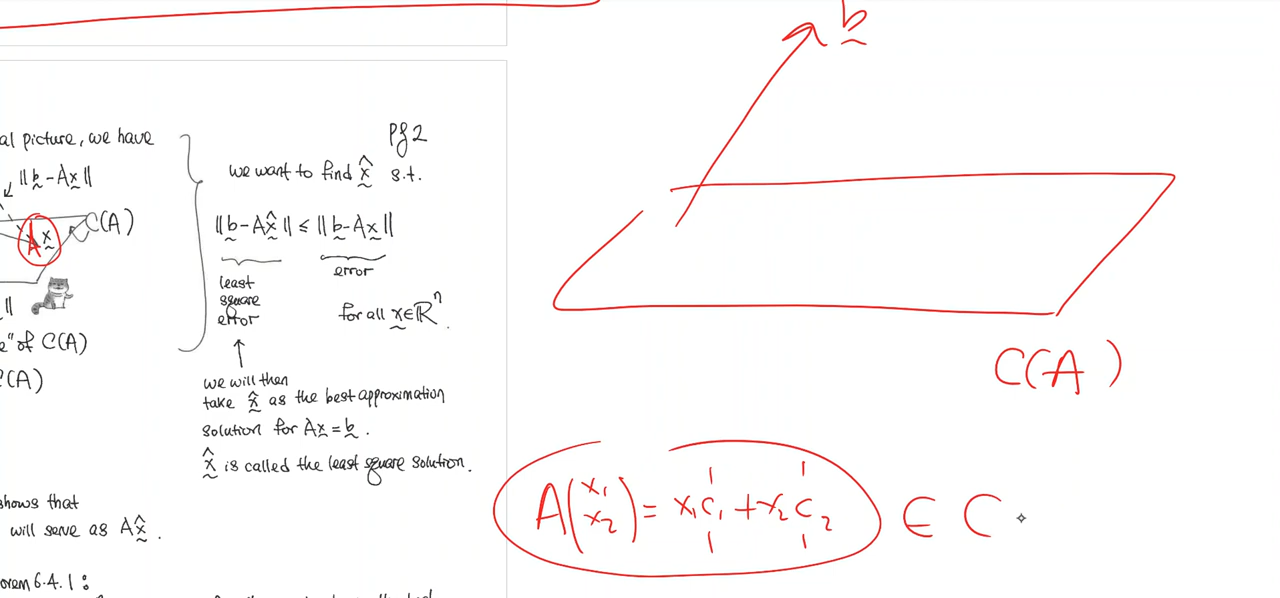 al picture, we have
‖b - Ax‖
Ax
C(A)
‖
e" of C(A)
C(A)
shows that
will serve as Ax̂.
orem 6.4.1:
Pg 2
we want to find x̂ s.t.
‖b - Ax̂‖ ≤ ‖b - Ax‖
least square error
error
for all x ∈ ℝⁿ.
we will then
take x̂ as the best approximation
solution for Ax = b.
x̂ is called the least square solution.
b
C(A)
A(x₁ x₂) = x₁c₁ + x₂c₂ ∈ C